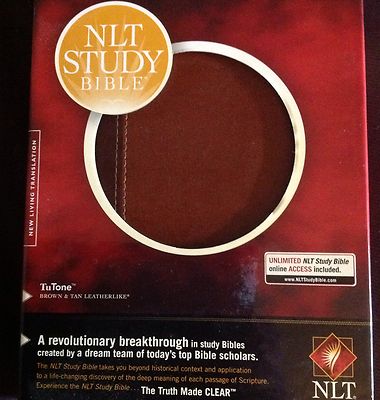 NLT
STUDY
BIBLE®
NEW LIVING TRANSLATION®
UNLIMITED NLT Study Bible
online ACCESS included.
www.NLTStudyBible.com
TuTone™
BROWN & TAN LEATHERLIKE®
A revolutionary breakthrough in study Bibles
created by a dream team of today's top Bible scholars.
The NLT Study Bible takes you beyond historical context and application
to a life-changing discovery of the deep meaning of each passage of Scripture.
Experience the NLT Study Bible . . . The Truth Made CLEAR™
NLT